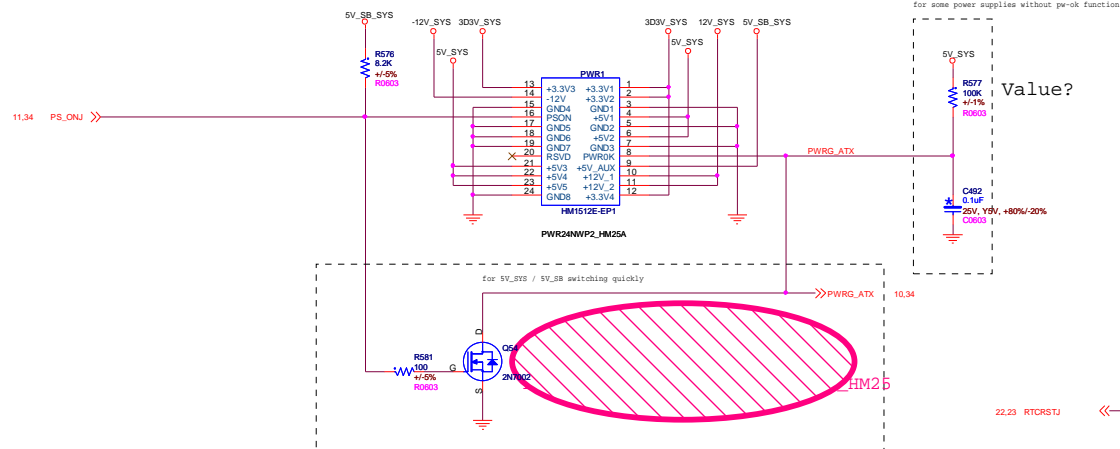 for some power supplies without pw-ok function
5V_SB_SYS
-12V_SYS
3D3V_SYS
5V_SYS
3D3V_SYS
12V_SYS
5V_SB_SYS
5V_SYS
5V_SYS
R576
8.2K
+/-5%
R0603
R577
100K
+/-1%
R0603
Value?
PWR1
13 +3.3V3 +3.3V1 1
14 -12V +3.3V2 2
15 GND4 GND1 3
16 PSON +5V1 4
17 GND5 GND2 5
18 GND6 +5V2 6
19 GND7 GND3 7
20 RSVD PWR0K 8
21 +5V3 +5V_AUX 9
22 +5V4 +12V_1 10
23 +5V5 +12V_2 11
24 GND8 +3.3V4 12
HM1512E-EP1
PWR24NWP2_HM25A
11,34 PS_ONJ
PWRG_ATX
C492
0.1uF
25V, Y5V, +80%/-20%
C0603
for 5V_SYS / 5V_SB switching quickly
PWRG_ATX 10,34
D
Q54
G
S
2N7002
R581
100
+/-5%
R0603
_HM25
22,23 RTCRSTJ